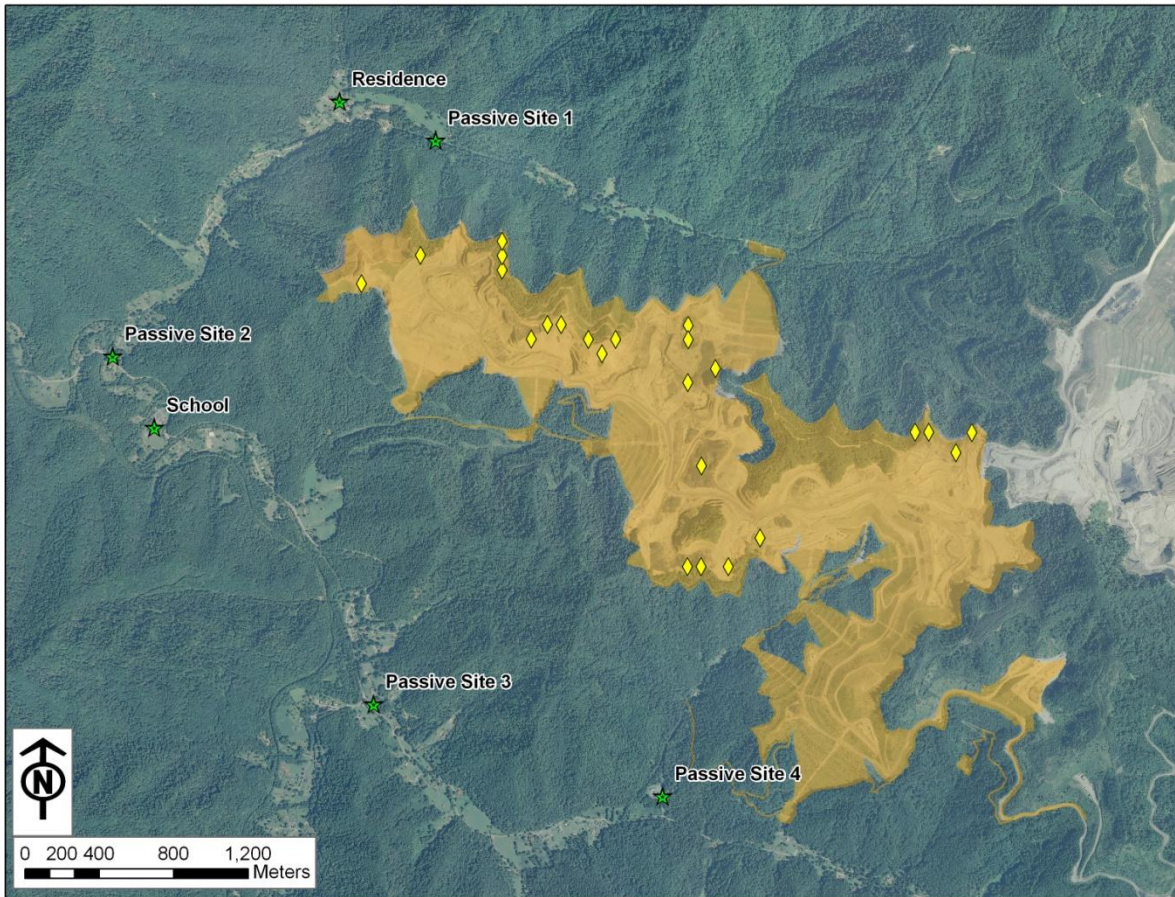 Residence
Passive Site 1
Passive Site 2
School
Passive Site 3
Passive Site 4
N
0 200 400 800 1,200
Meters